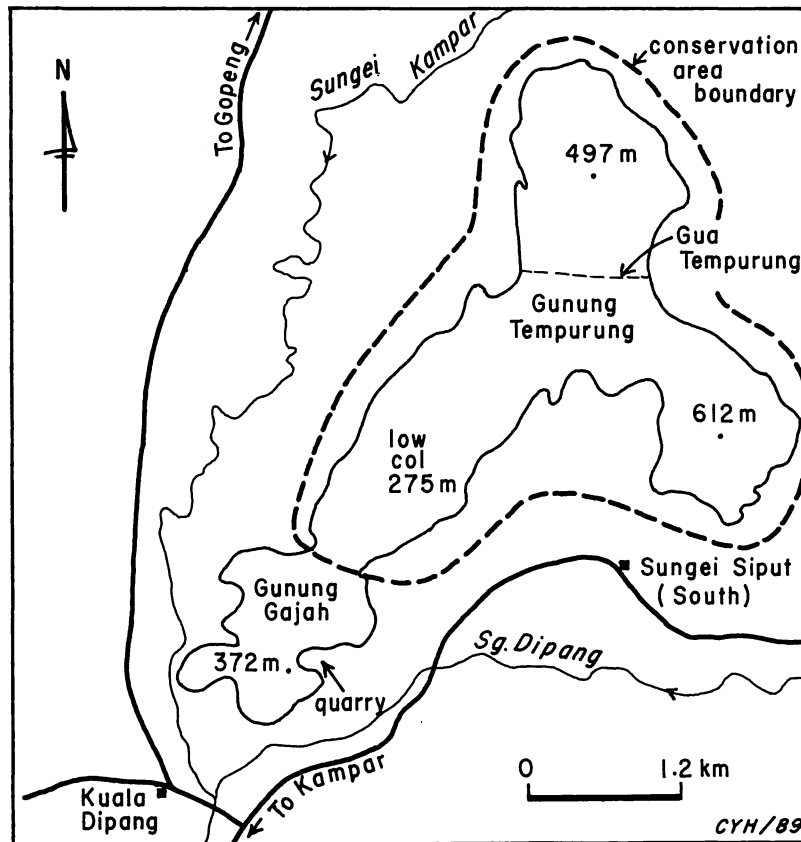 N
To Gopeng
Sungei Kampar
conservation
area
boundary
497 m
Gua
Tempurung
Gunung
Tempurung
612 m
low
col
275 m
Gunung
Gajah
Sungei Siput
(South)
372 m
quarry
Sg. Dipang
0 1.2 km
To Kampar
Kuala
Dipang
CYH/89